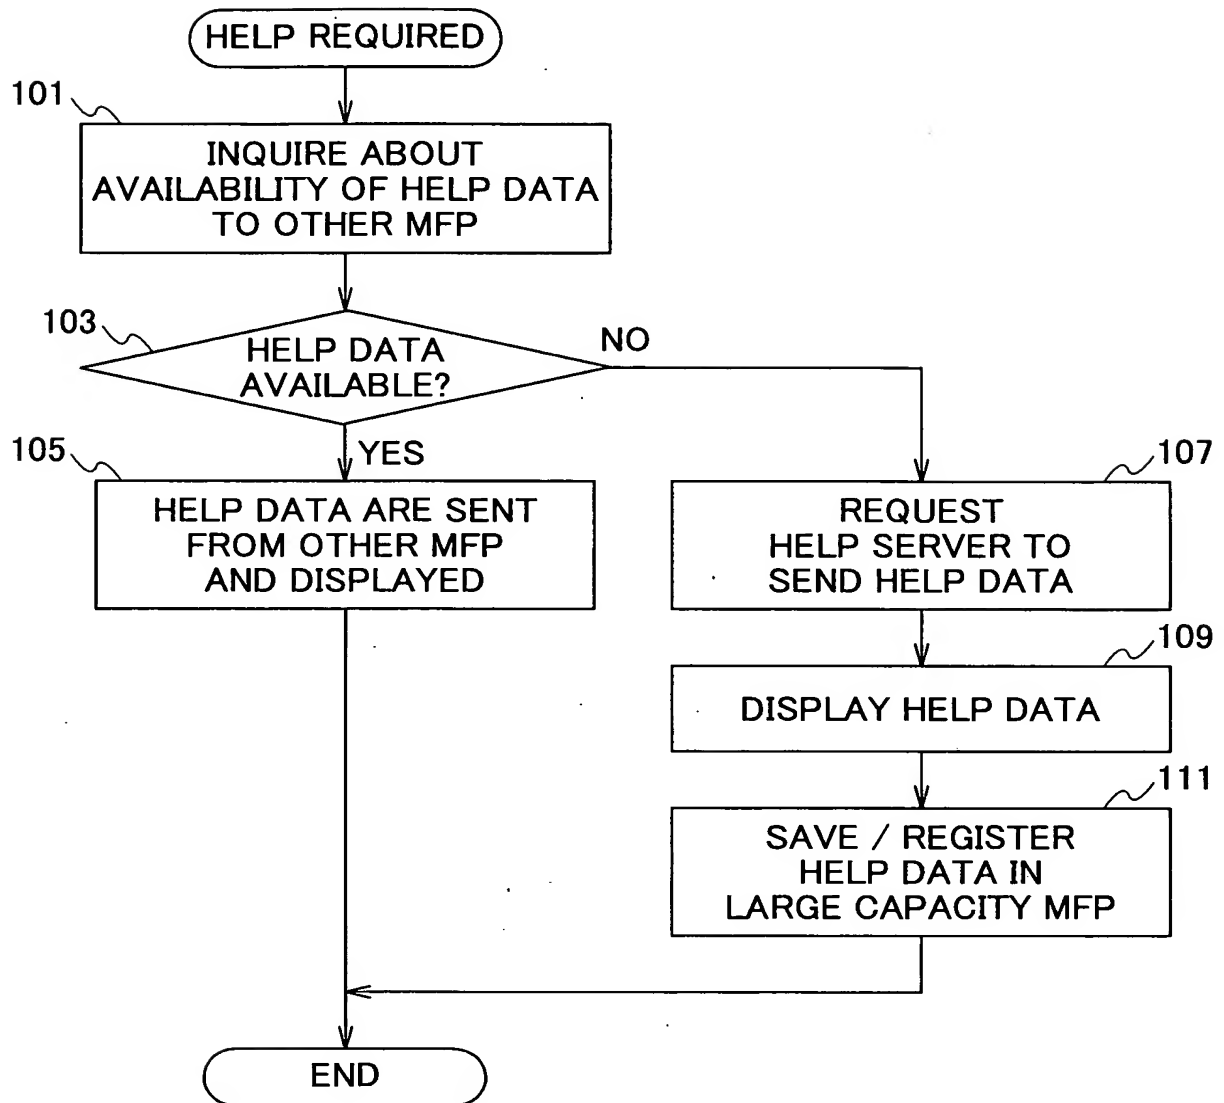 HELP REQUIRED
101
INQUIRE ABOUT
AVAILABILITY OF HELP DATA
TO OTHER MFP
103
HELP DATA
AVAILABLE?
NO
YES
105
HELP DATA ARE SENT
FROM OTHER MFP
AND DISPLAYED
107
REQUEST
HELP SERVER TO
SEND HELP DATA
109
DISPLAY HELP DATA
111
SAVE / REGISTER
HELP DATA IN
LARGE CAPACITY MFP
END